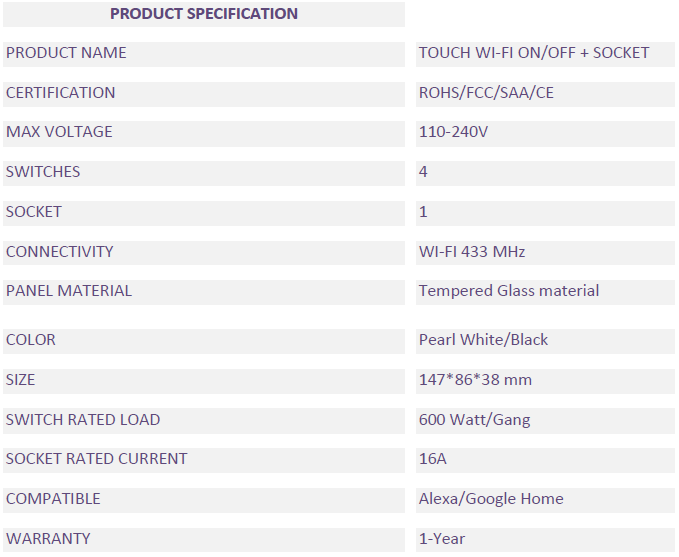 PRODUCT SPECIFICATION
PRODUCT NAME TOUCH WI-FI ON/OFF + SOCKET
CERTIFICATION ROHS/FCC/SAA/CE
MAX VOLTAGE 110-240V
SWITCHES 4
SOCKET 1
CONNECTIVITY WI-FI 433 MHz
PANEL MATERIAL Tempered Glass material
COLOR Pearl White/Black
SIZE 147*86*38 mm
SWITCH RATED LOAD 600 Watt/Gang
SOCKET RATED CURRENT 16A
COMPATIBLE Alexa/Google Home
WARRANTY 1-Year